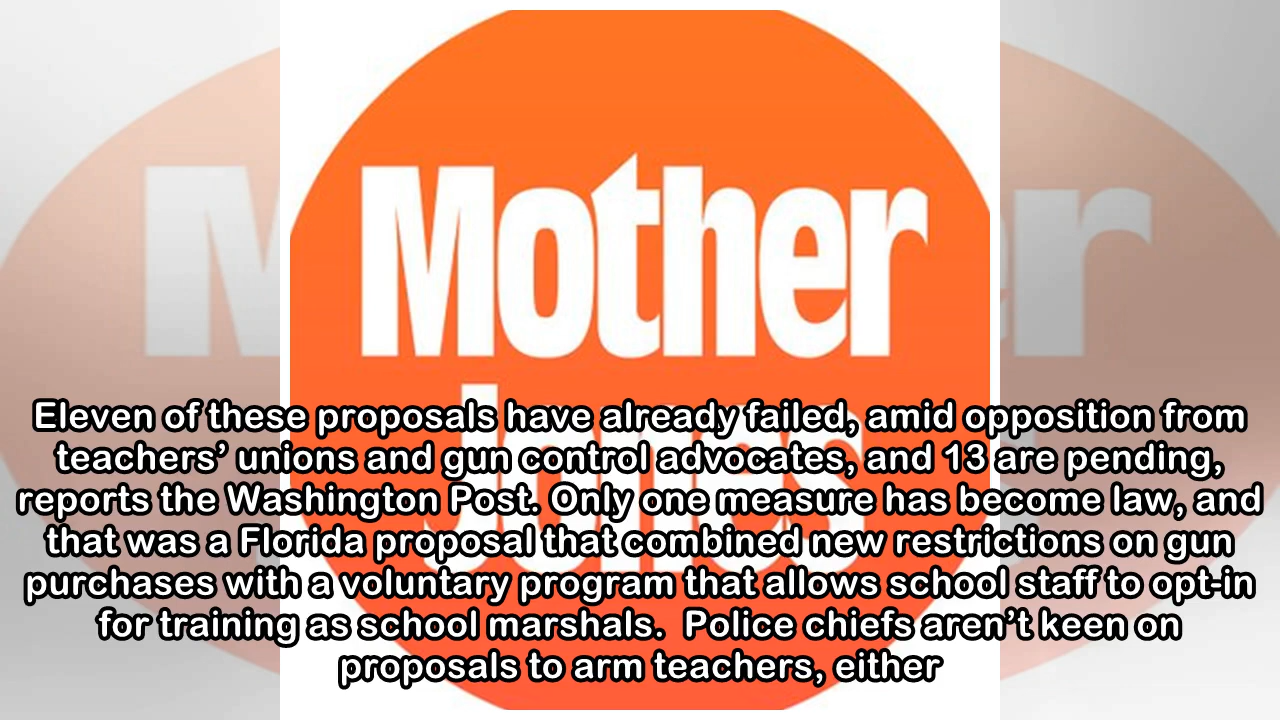 Mother
Jones
Eleven of these proposals have already failed, amid opposition from
teachers’ unions and gun control advocates, and 13 are pending,
reports the Washington Post. Only one measure has become law, and
that was a Florida proposal that combined new restrictions on gun
purchases with a voluntary program that allows school staff to opt-in
for training as school marshals.  Police chiefs aren’t keen on
proposals to arm teachers, either